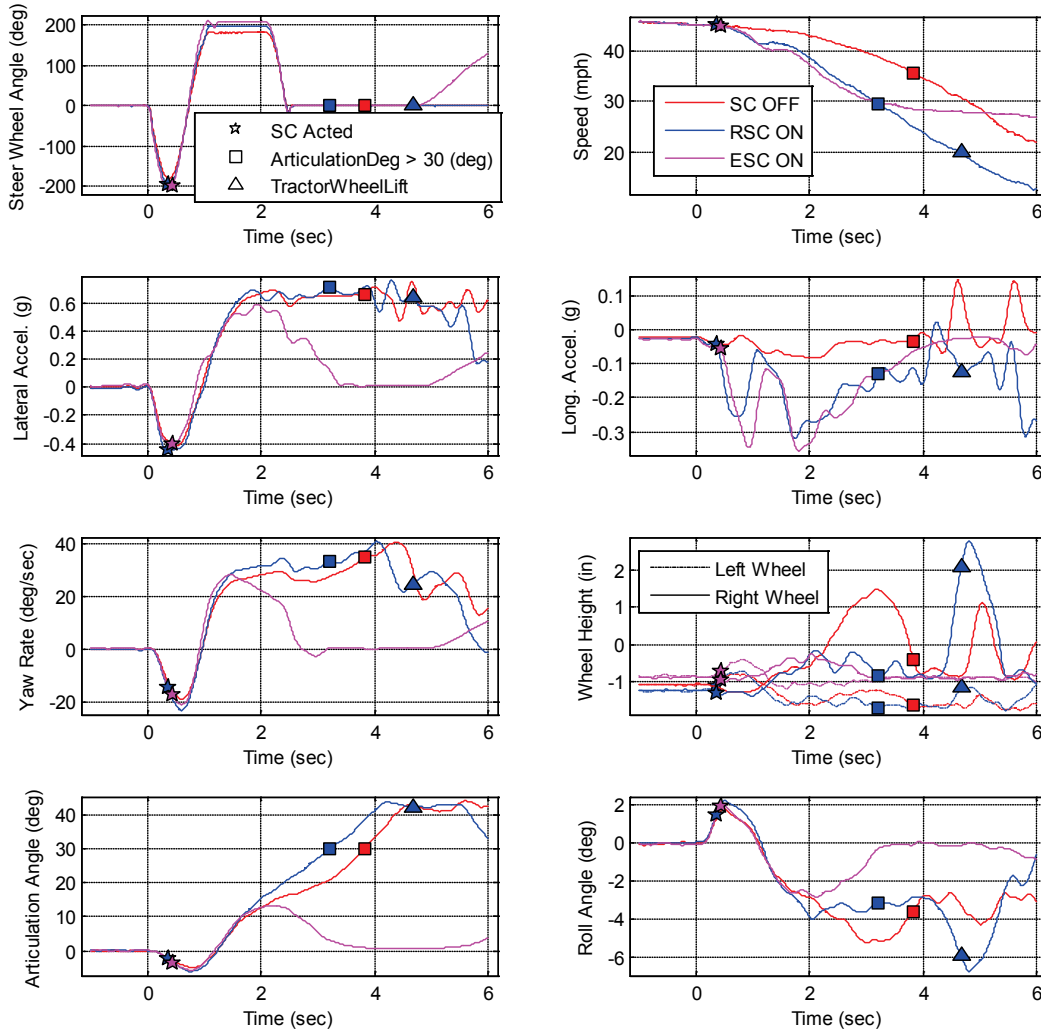 Steer Wheel Angle (deg)
200
100
0
-100
-200
0 2 4 6
Time (sec)
SC Acted
ArticulationDeg > 30 (deg)
TractorWheelLift
Speed (mph)
40
30
20
0 2 4 6
Time (sec)
SC OFF
RSC ON
ESC ON
Lateral Accel. (g)
0.6
0.4
0.2
0
-0.2
-0.4
0 2 4 6
Time (sec)
Long. Accel. (g)
0.1
0
-0.1
-0.2
-0.3
0 2 4 6
Time (sec)
Yaw Rate (deg/sec)
40
20
0
-20
0 2 4 6
Time (sec)
Wheel Height (in)
2
1
0
-1
0 2 4 6
Time (sec)
Left Wheel
Right Wheel
Articulation Angle (deg)
40
30
20
10
0
0 2 4 6
Time (sec)
Roll Angle (deg)
2
0
-2
-4
-6
0 2 4 6
Time (sec)